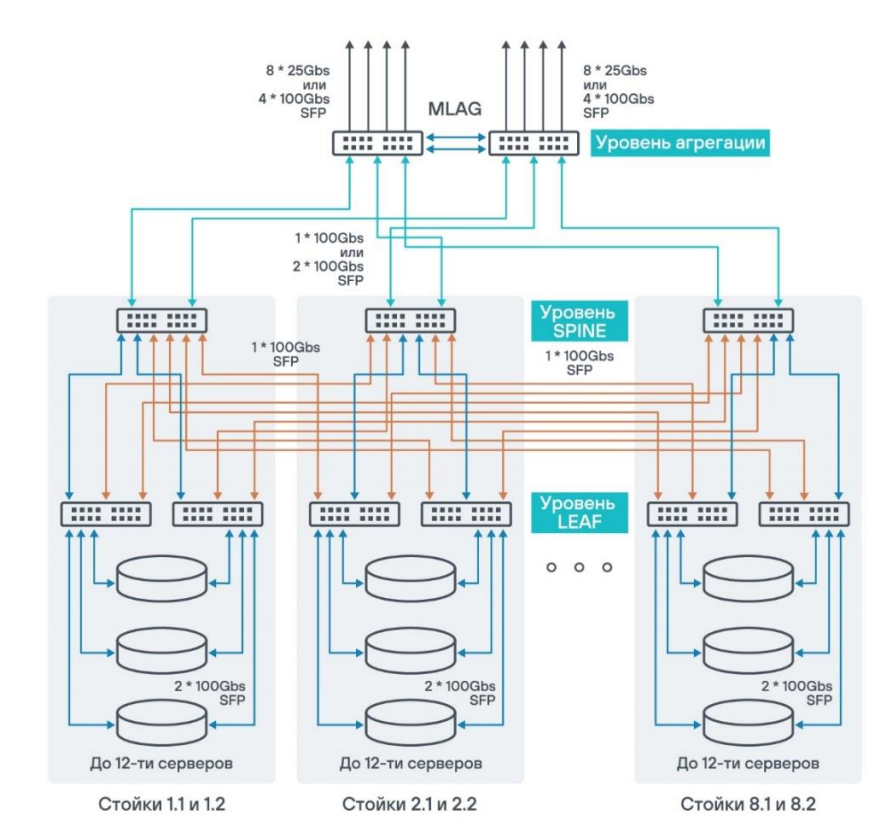 8 * 25Gbs
или
4 * 100Gbs
SFP
MLAG
8 * 25Gbs
или
4 * 100Gbs
SFP
Уровень агрегации
1 * 100Gbs
или
2 * 100Gbs
SFP
Уровень
SPINE
1 * 100Gbs
SFP
1 * 100Gbs
SFP
Уровень
LEAF
2 * 100Gbs
SFP
2 * 100Gbs
SFP
2 * 100Gbs
SFP
До 12-ти серверов
До 12-ти серверов
До 12-ти серверов
Стойки 1.1 и 1.2
Стойки 2.1 и 2.2
Стойки 8.1 и 8.2